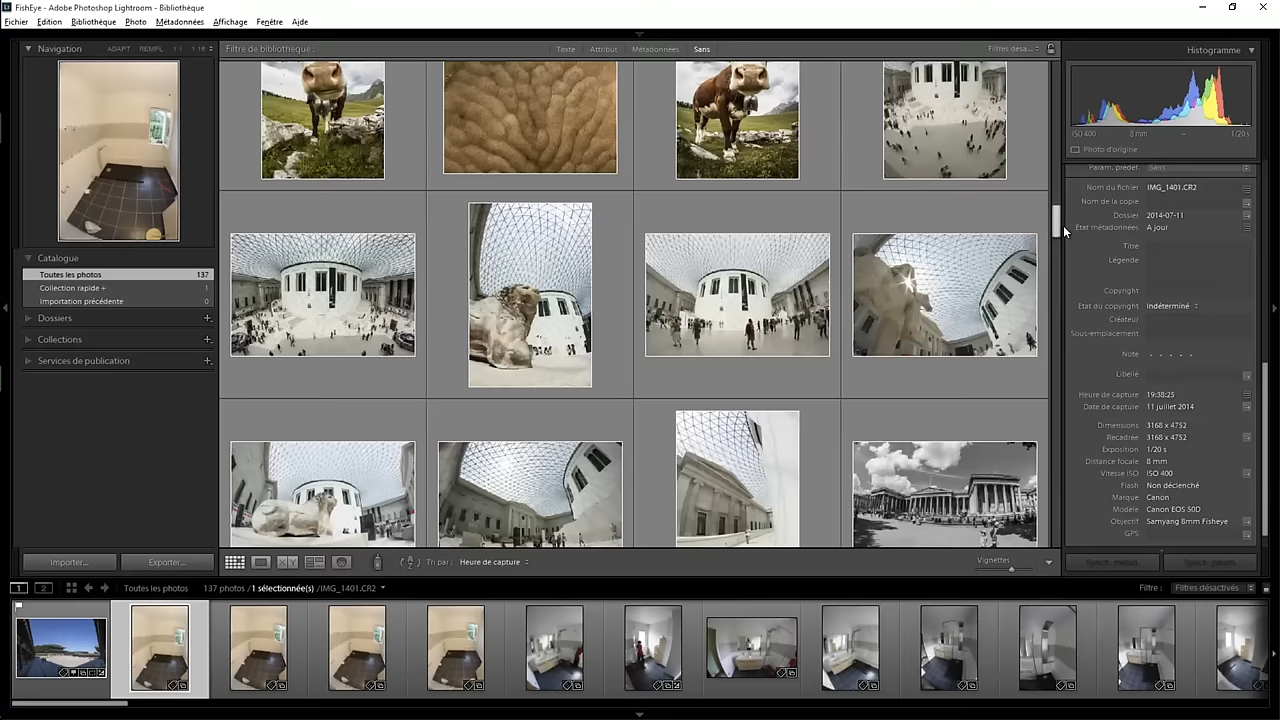 FishEye - Adobe Photoshop Lightroom - Bibliothèque
Fichier Edition Bibliothèque Photo Métadonnées Affichage Fenêtre Aide
Navigation ADAPT REMPL 1:1 1:16
Filtre de bibliothèque : Texte Attribut Métadonnées Sans Filtres désa... :
Histogramme
ISO 400 8 mm – 1/20 s
Photo d'origine
Param. prédéf. Sans
Nom du fichier IMG_1401.CR2
Nom de la copie
Dossier 2014-07-11
Etat métadonnées A jour
Titre
Légende
Copyright
Etat du copyright Indéterminé
Créateur
Sous-emplacement
Note
Libellé
Heure de capture 19:38:25
Date de capture 11 juillet 2014
Dimensions 3168 x 4752
Recadrée 3168 x 4752
Exposition 1/20 s
Distance focale 8 mm
Vitesse ISO ISO 400
Flash Non déclenché
Marque Canon
Modèle Canon EOS 50D
Objectif Samyang 8mm Fisheye
GPS
Catalogue
Toutes les photos 137
Collection rapide + 1
Importation précédente 0
Dossiers
Collections
Services de publication
Importer... Exporter... Tri par : Heure de capture Vignettes Synch. métad. Synch. param.
1 2 Toutes les photos 137 photos / 1 sélectionnée(s) / IMG_1401.CR2 Filtre : Filtres désactivés